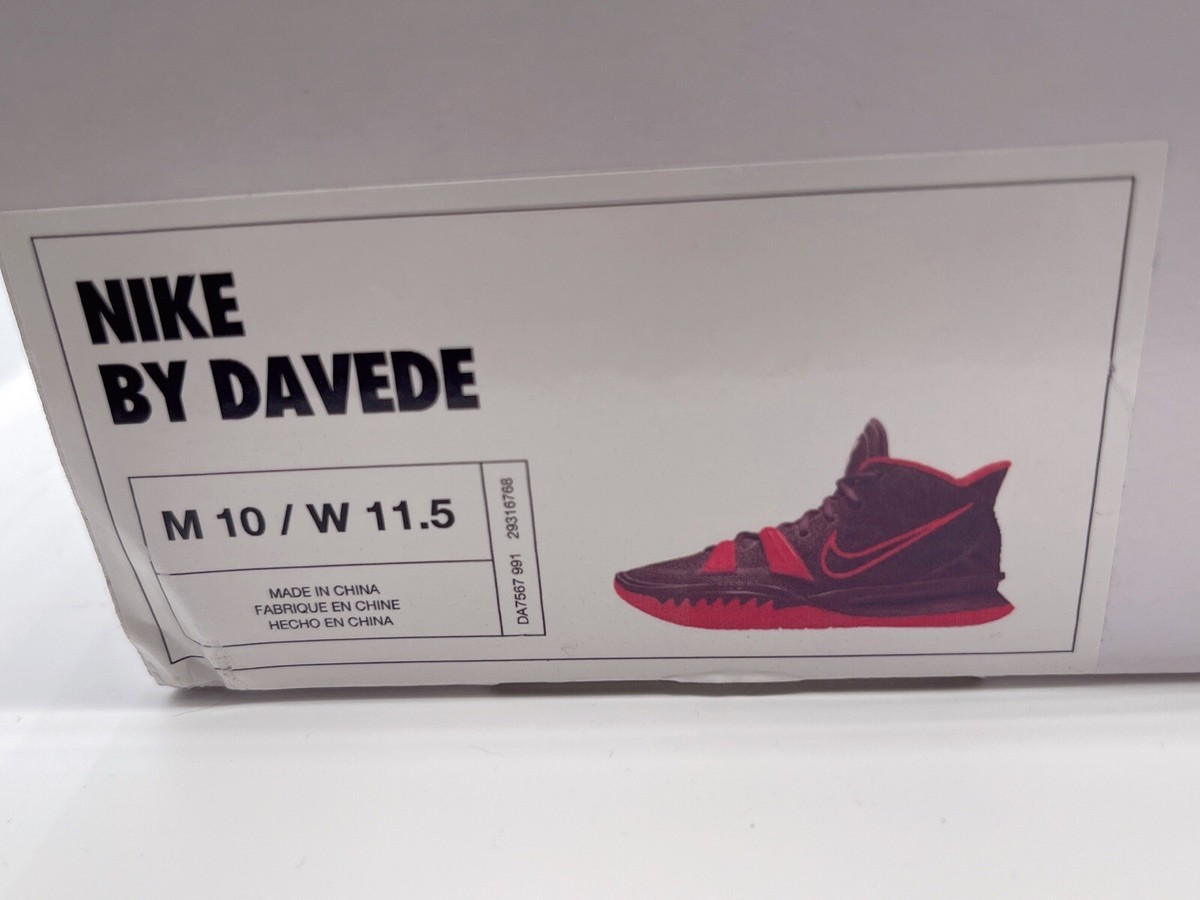 NIKE
BY DAVEDE
M 10 / W 11.5
MADE IN CHINA
FABRIQUE EN CHINE
HECHO EN CHINA
DA7567 991 29316768